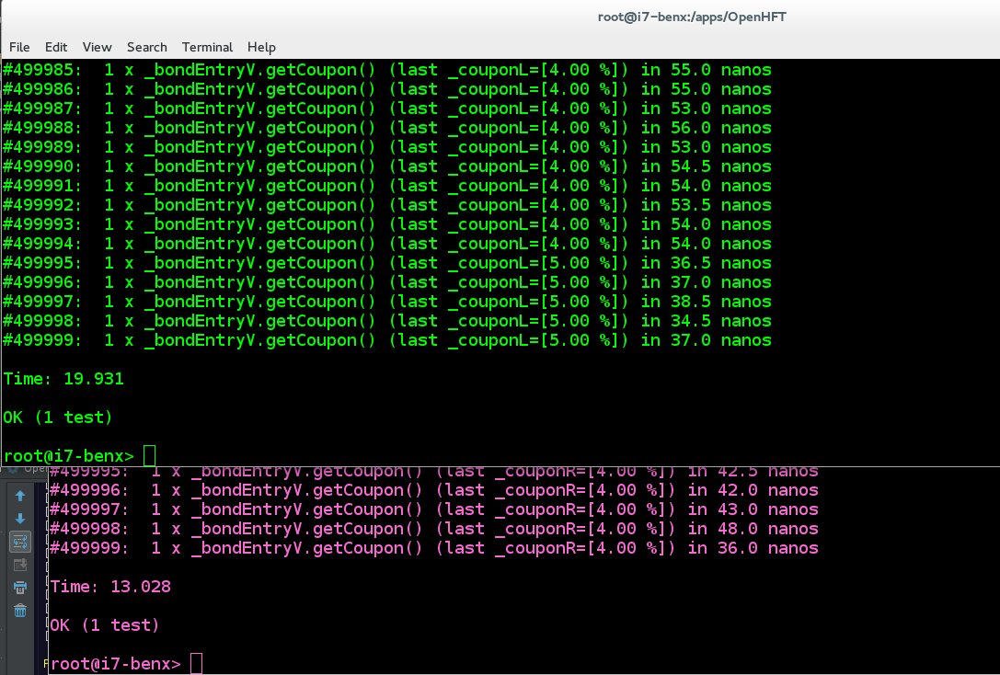 root@i7-benx:/apps/OpenHFT
File Edit View Search Terminal Help
#499985:  1 x _bondEntryV.getCoupon() (last _couponL=[4.00 %]) in 55.0 nanos
#499986:  1 x _bondEntryV.getCoupon() (last _couponL=[4.00 %]) in 55.0 nanos
#499987:  1 x _bondEntryV.getCoupon() (last _couponL=[4.00 %]) in 53.0 nanos
#499988:  1 x _bondEntryV.getCoupon() (last _couponL=[4.00 %]) in 56.0 nanos
#499989:  1 x _bondEntryV.getCoupon() (last _couponL=[4.00 %]) in 53.0 nanos
#499990:  1 x _bondEntryV.getCoupon() (last _couponL=[4.00 %]) in 54.5 nanos
#499991:  1 x _bondEntryV.getCoupon() (last _couponL=[4.00 %]) in 54.0 nanos
#499992:  1 x _bondEntryV.getCoupon() (last _couponL=[4.00 %]) in 53.5 nanos
#499993:  1 x _bondEntryV.getCoupon() (last _couponL=[4.00 %]) in 54.0 nanos
#499994:  1 x _bondEntryV.getCoupon() (last _couponL=[4.00 %]) in 54.0 nanos
#499995:  1 x _bondEntryV.getCoupon() (last _couponL=[5.00 %]) in 36.5 nanos
#499996:  1 x _bondEntryV.getCoupon() (last _couponL=[5.00 %]) in 37.0 nanos
#499997:  1 x _bondEntryV.getCoupon() (last _couponL=[5.00 %]) in 38.5 nanos
#499998:  1 x _bondEntryV.getCoupon() (last _couponL=[5.00 %]) in 34.5 nanos
#499999:  1 x _bondEntryV.getCoupon() (last _couponL=[5.00 %]) in 37.0 nanos
Time: 19.931
OK (1 test)
root@i7-benx>
#499995:  1 x _bondEntryV.getCoupon() (last _couponR=[4.00 %]) in 42.5 nanos
#499996:  1 x _bondEntryV.getCoupon() (last _couponR=[4.00 %]) in 42.0 nanos
#499997:  1 x _bondEntryV.getCoupon() (last _couponR=[4.00 %]) in 43.0 nanos
#499998:  1 x _bondEntryV.getCoupon() (last _couponR=[4.00 %]) in 48.0 nanos
#499999:  1 x _bondEntryV.getCoupon() (last _couponR=[4.00 %]) in 36.0 nanos
Time: 13.028
OK (1 test)
root@i7-benx>